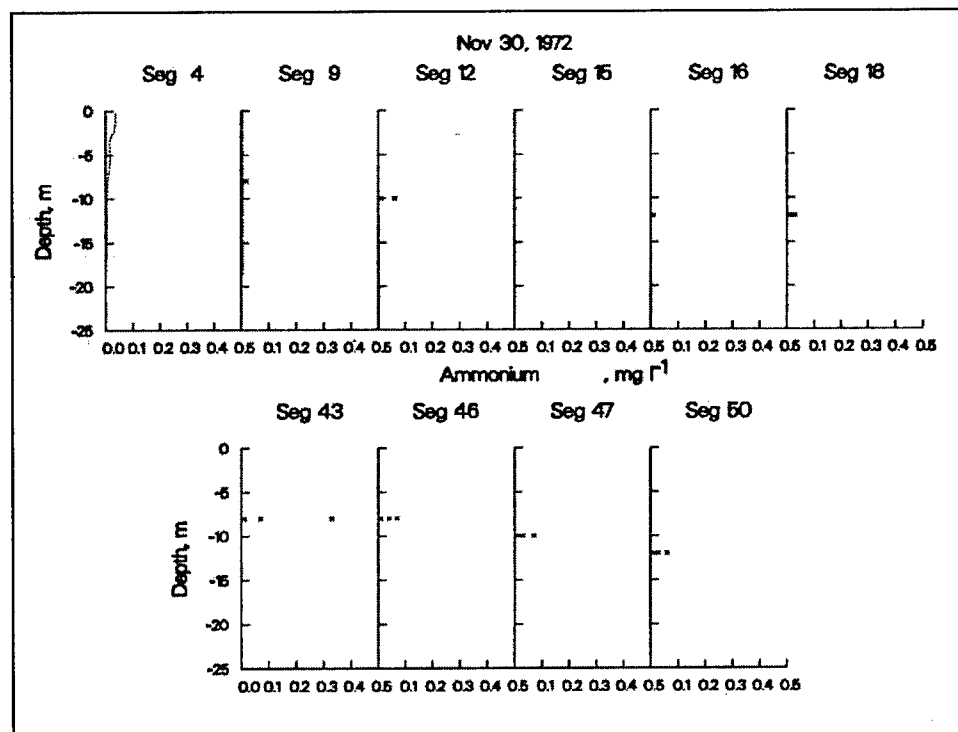 Nov 30, 1972
Seg 4 Seg 9 Seg 12 Seg 15 Seg 16 Seg 18
0
-5
-10
-15
-20
-25
Depth, m
0.0 0.1 0.2 0.3 0.4 0.5 0.1 0.2 0.3 0.4 0.5 0.1 0.2 0.3 0.4 0.5 0.1 0.2 0.3 0.4 0.5 0.1 0.2 0.3 0.4 0.5 0.1 0.2 0.3 0.4 0.5
Ammonium , mg l⁻¹
Seg 43 Seg 46 Seg 47 Seg 50
0
-5
-10
-15
-20
-25
Depth, m
0.0 0.1 0.2 0.3 0.4 0.5 0.1 0.2 0.3 0.4 0.5 0.1 0.2 0.3 0.4 0.5 0.1 0.2 0.3 0.4 0.5